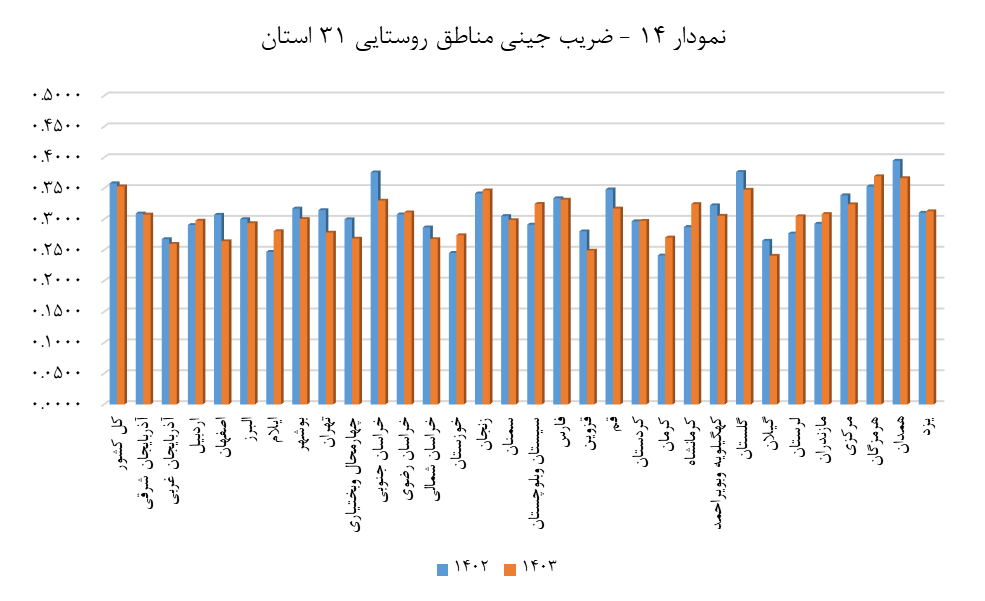 نمودار ۱۴ - ضریب جینی مناطق روستایی ۳۱ استان
۰.۵۰۰۰
۰.۴۵۰۰
۰.۴۰۰۰
۰.۳۵۰۰
۰.۳۰۰۰
۰.۲۵۰۰
۰.۲۰۰۰
۰.۱۵۰۰
۰.۱۰۰۰
۰.۰۵۰۰
۰.۰۰۰۰
کل کشور
آذربایجان شرقی
آذربایجان غربی
اردبیل
اصفهان
البرز
ایلام
بوشهر
تهران
چهارمحال وبختیاری
خراسان جنوبی
خراسان رضوی
خراسان شمالی
خوزستان
زنجان
سمنان
سیستان وبلوچستان
فارس
قزوین
قم
کردستان
کرمان
کرمانشاه
کهگیلویه وبویراحمد
گلستان
گیلان
لرستان
مازندران
مرکزی
هرمزگان
همدان
یزد
۱۴۰۲
۱۴۰۳